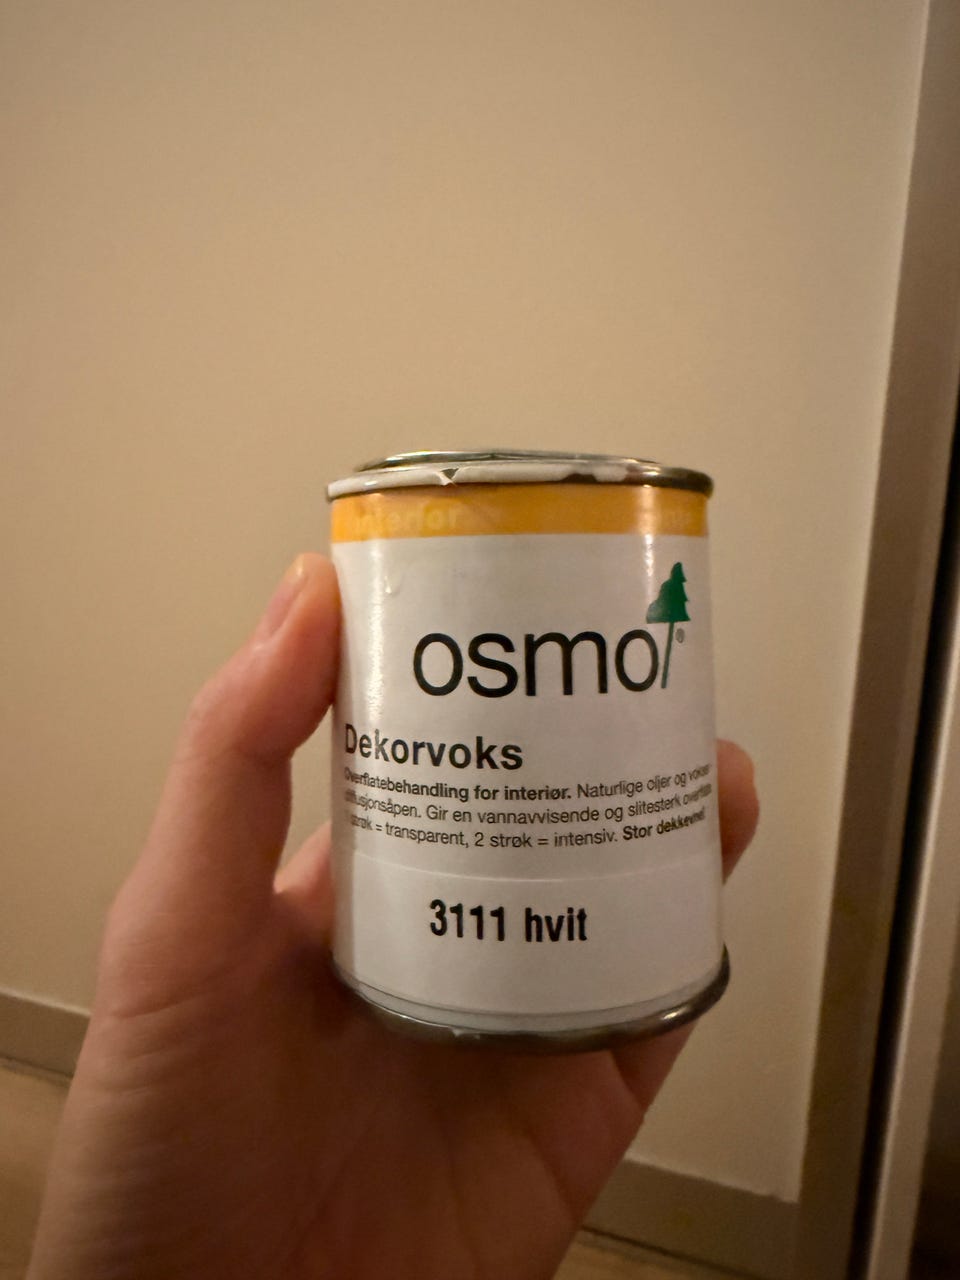 interiør
osmo
®
Dekorvoks
Overflatebehandling for interiør. Naturlige oljer og
diffusjonsåpen. Gir en vannavvisende og slitesterk
strøk = transparent, 2 strøk = intensiv. Stor dekkevne!
3111 hvit